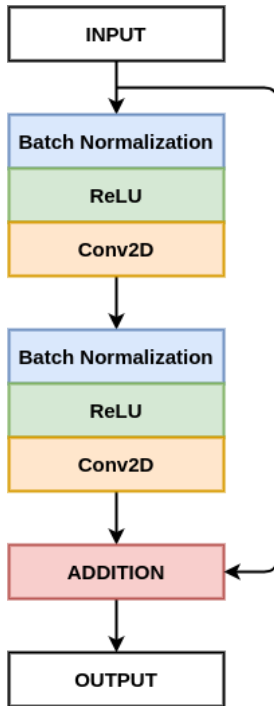 INPUT
Batch Normalization
ReLU
Conv2D
Batch Normalization
ReLU
Conv2D
ADDITION
OUTPUT